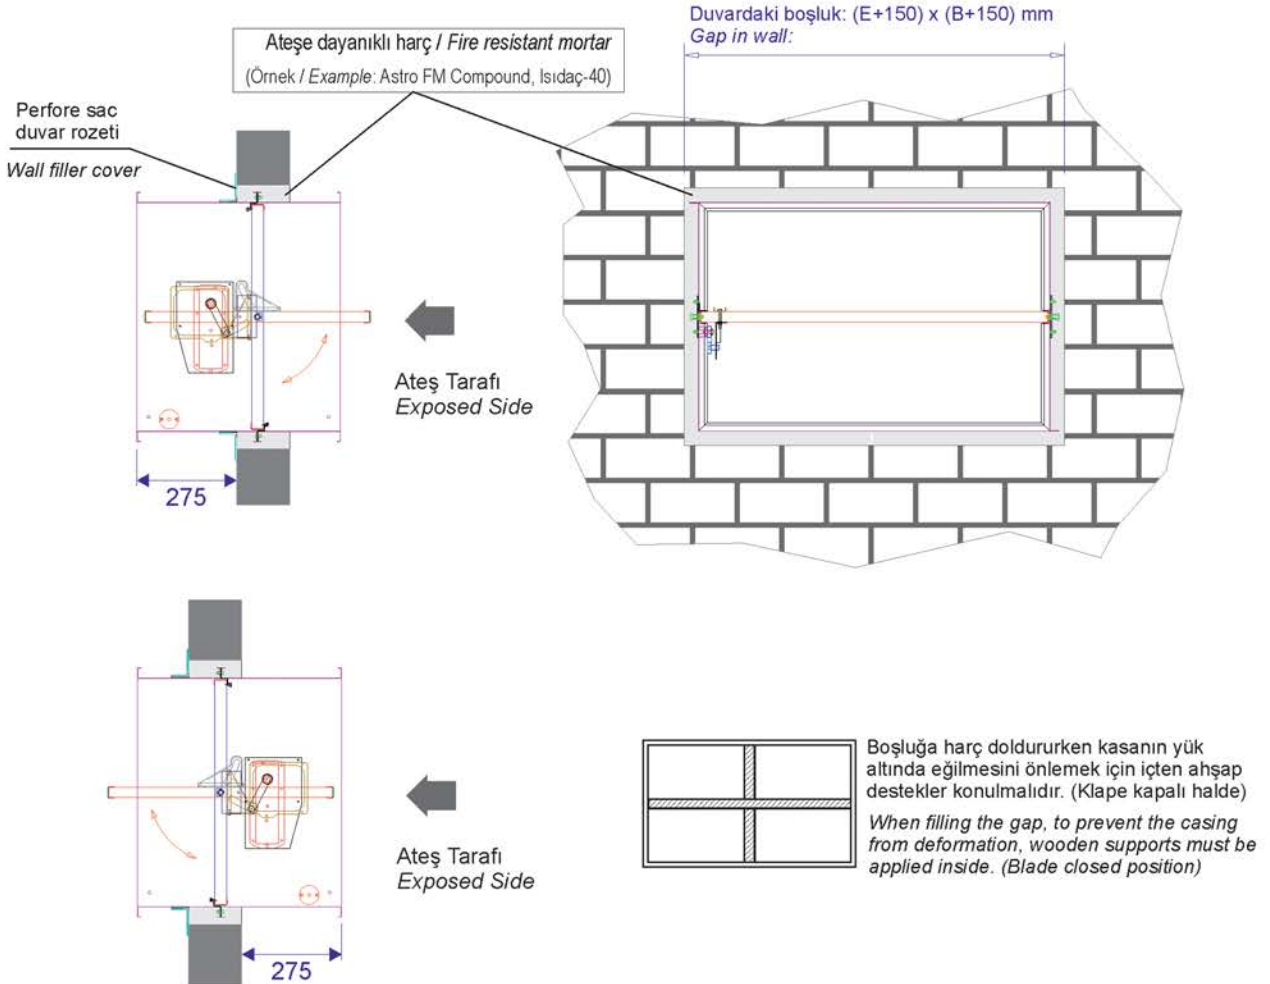 Duvardaki boşluk: (E+150) x (B+150) mm
Gap in wall:
Ateşe dayanıklı harç / Fire resistant mortar
(Örnek / Example: Astro FM Compound, Isıdaç-40)
Perfore sac
duvar rozeti
Wall filler cover
Ateş Tarafı
Exposed Side
275
Ateş Tarafı
Exposed Side
275
Boşluğa harç doldururken kasanın yük
altında eğilmesini önlemek için içten ahşap
destekler konulmalıdır. (Klape kapalı halde)
When filling the gap, to prevent the casing
from deformation, wooden supports must be
applied inside. (Blade closed position)